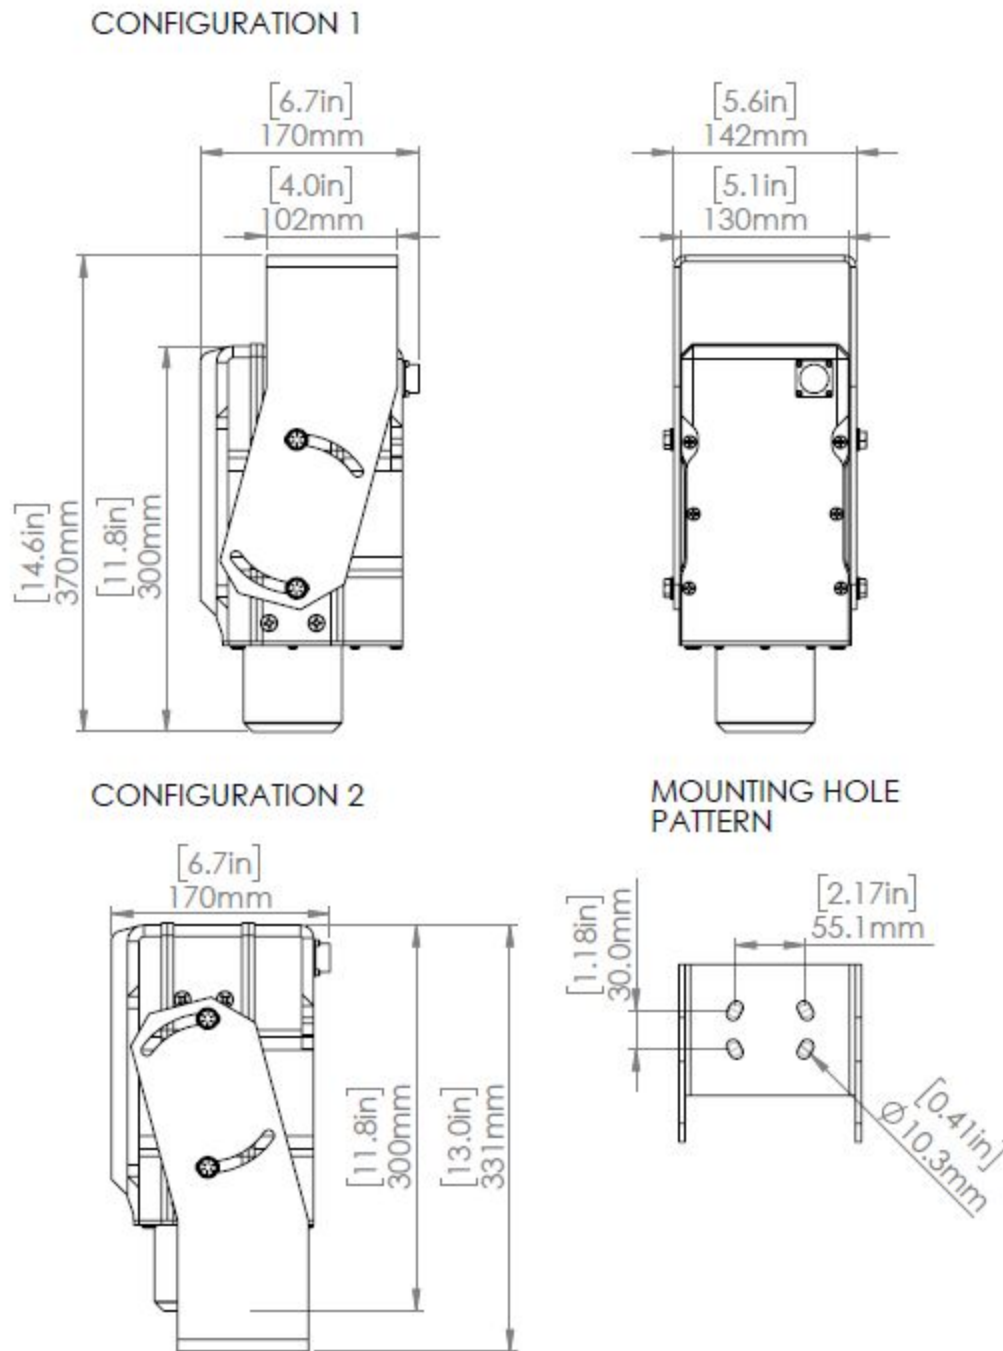 CONFIGURATION 1
[6.7in]
170mm
[4.0in]
102mm
[5.6in]
142mm
[5.1in]
130mm
[14.6in]
370mm
[11.8in]
300mm
CONFIGURATION 2
[6.7in]
170mm
[11.8in]
300mm
[13.0in]
331mm
MOUNTING HOLE
PATTERN
[1.18in]
30.0mm
[2.17in]
55.1mm
[0.41in]
Ø10.3mm